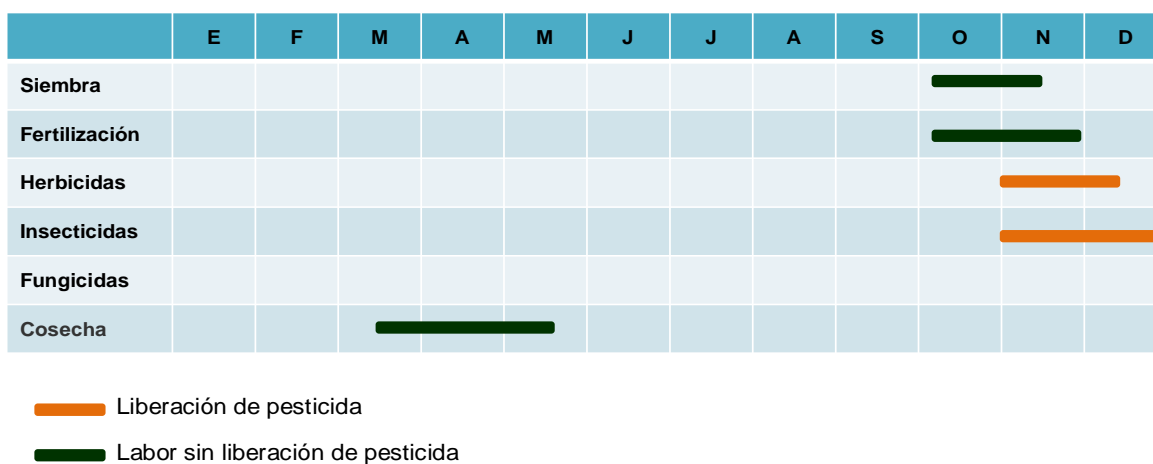 E F M A M J J A S O N D
Siembra
Fertilización
Herbicidas
Insecticidas
Fungicidas
Cosecha
Liberación de pesticida
Labor sin liberación de pesticida